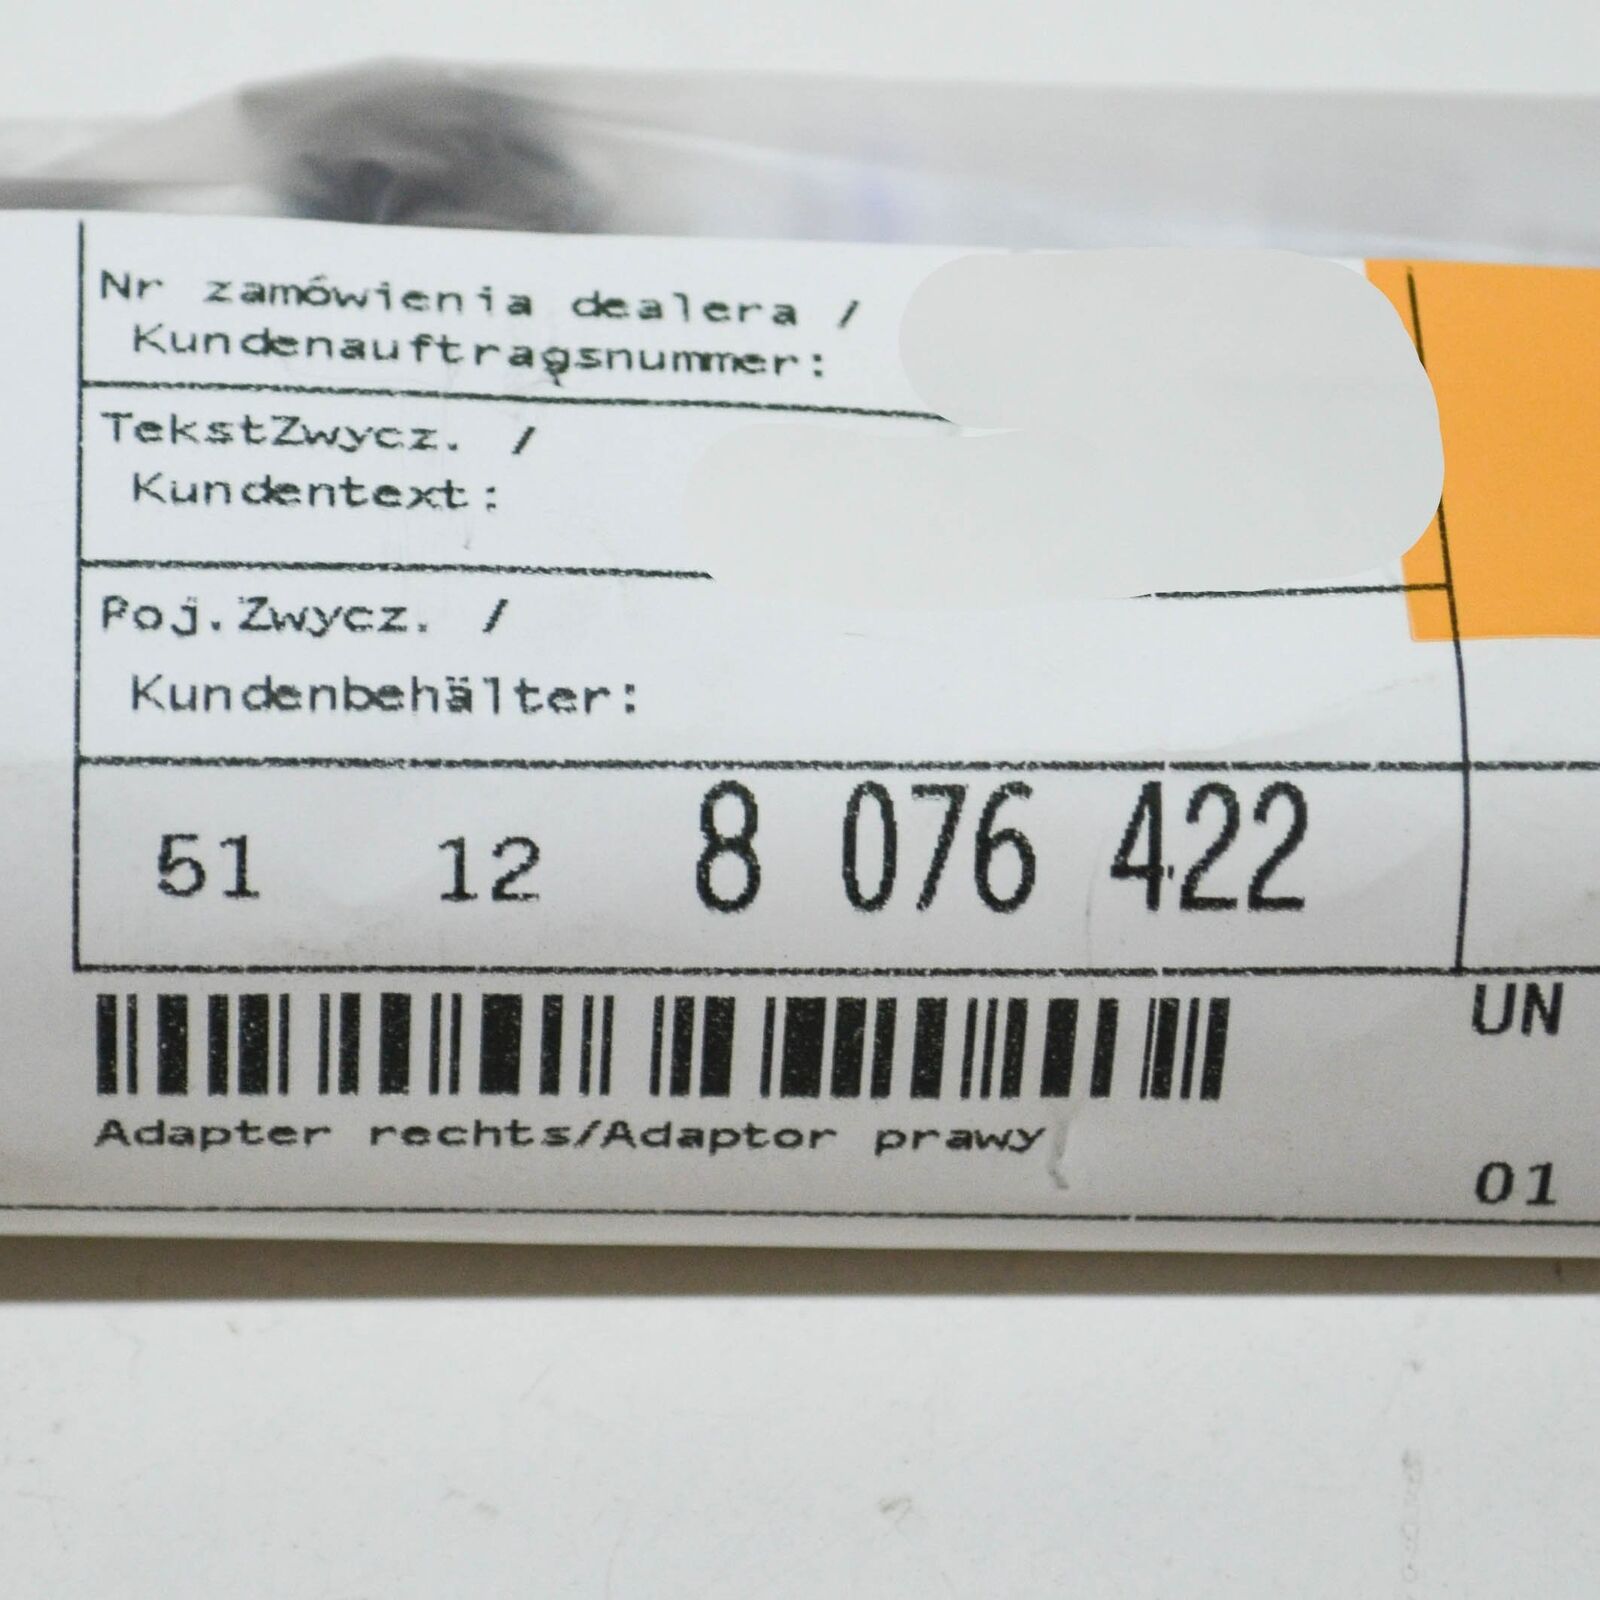 Nr zamówienia dealera /
Kundenauftragsnummer:
TekstZwycz. /
Kundentext:
Poj.Zwycz. /
Kundenbehälter:
51 12 8 076 422
UN
Adapter rechts/Adaptor prawy
01